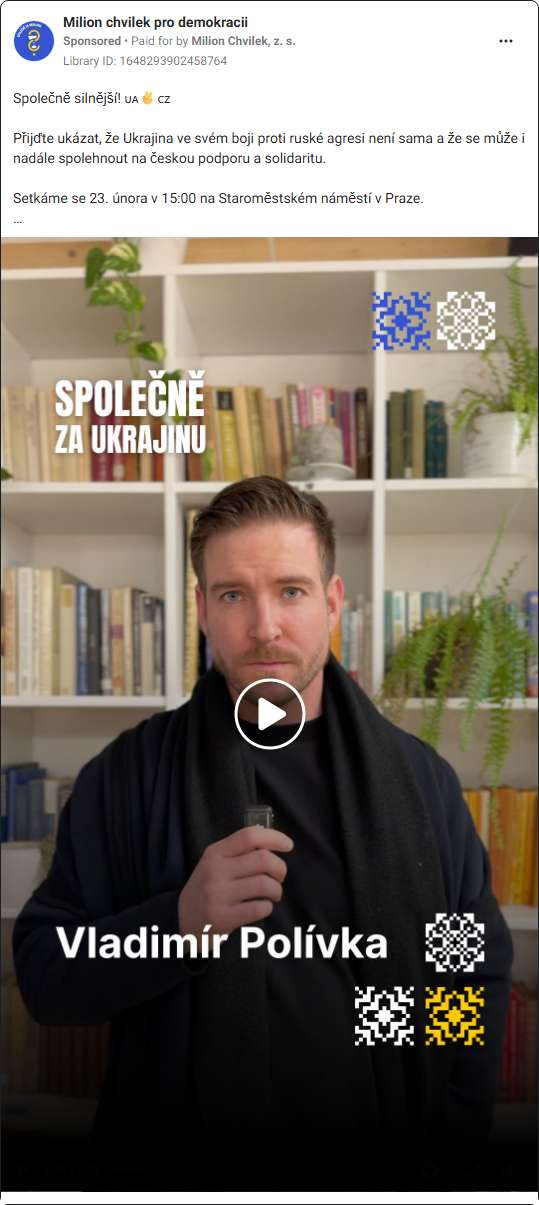 Milion chvilek pro demokracii
Sponsored • Paid for by Milion Chvilek, z. s.
Library ID: 1648293902458764
Společně silnější! UA✌️CZ
Přijďte ukázat, že Ukrajina ve svém boji proti ruské agresi není sama a že se může i
nadále spolehnout na českou podporu a solidaritu.
Setkáme se 23. února v 15:00 na Staroměstském náměstí v Praze.
...
SPOLEČNĚ
ZA UKRAJINU
Vladimír Polívka